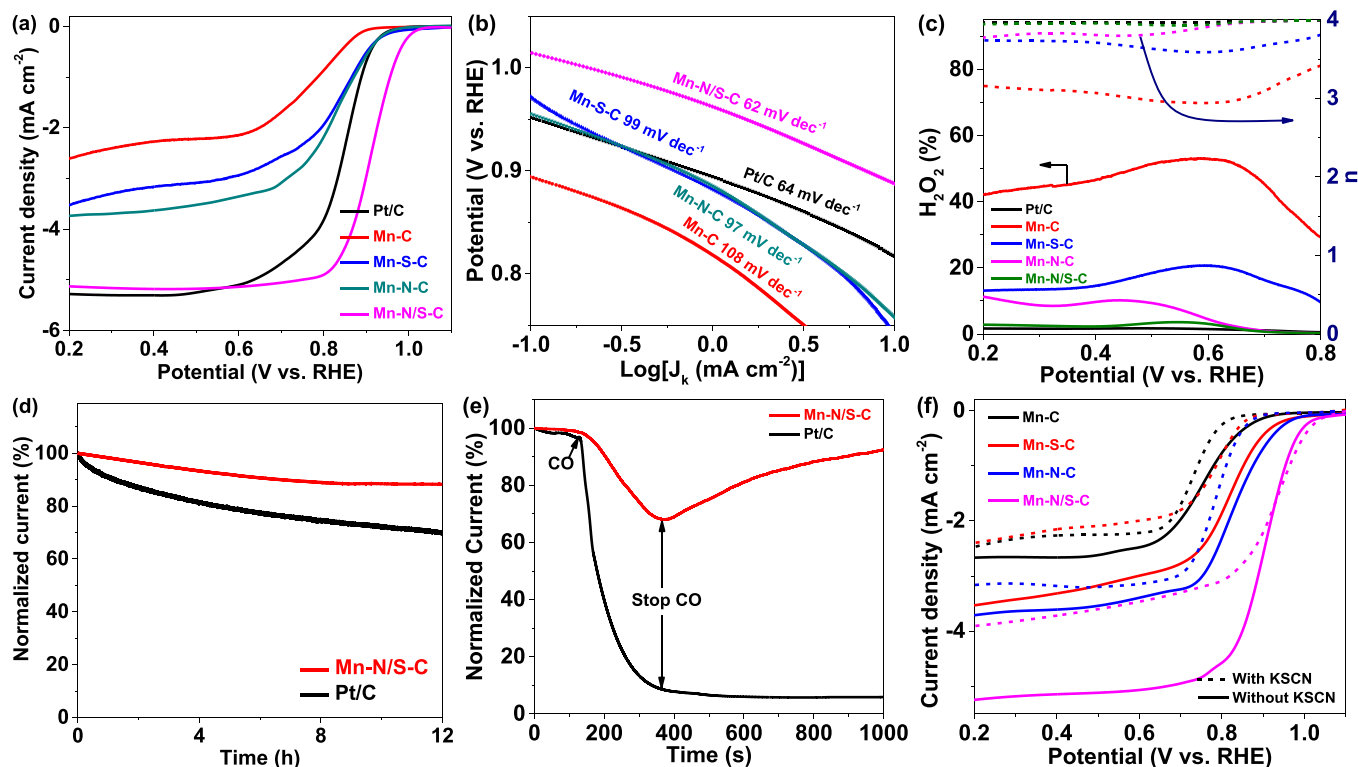 (a)
0
-2
-4
-6
0.2
0.4
0.6
0.8
1.0
Current density (mA cm⁻²)
Potential (V vs. RHE)
Pt/C
Mn-C
Mn-S-C
Mn-N-C
Mn-N/S-C
(b)
1.0
0.9
0.8
-1.0
-0.5
0.0
0.5
1.0
Potential (V vs. RHE)
Log[Jₖ (mA cm⁻²)]
Mn-N/S-C 62 mV dec⁻¹
Mn-S-C 99 mV dec⁻¹
Pt/C 64 mV dec⁻¹
Mn-N-C 97 mV dec⁻¹
Mn-C 108 mV dec⁻¹
(c)
80
60
40
20
0
4
3
2
1
0
0.2
0.4
0.6
0.8
H₂O₂ (%)
n
Potential (V vs. RHE)
Pt/C
Mn-C
Mn-S-C
Mn-N-C
Mn-N/S-C
(d)
100
80
60
40
20
0
0
4
8
12
Normalized current (%)
Time (h)
Mn-N/S-C
Pt/C
(e)
100
80
60
40
20
0
0
200
400
600
800
1000
Normalized Current (%)
Time (s)
Mn-N/S-C
Pt/C
CO
Stop CO
(f)
0
-2
-4
0.2
0.4
0.6
0.8
1.0
Current density (mA cm⁻²)
Potential (V vs. RHE)
Mn-C
Mn-S-C
Mn-N-C
Mn-N/S-C
With KSCN
Without KSCN